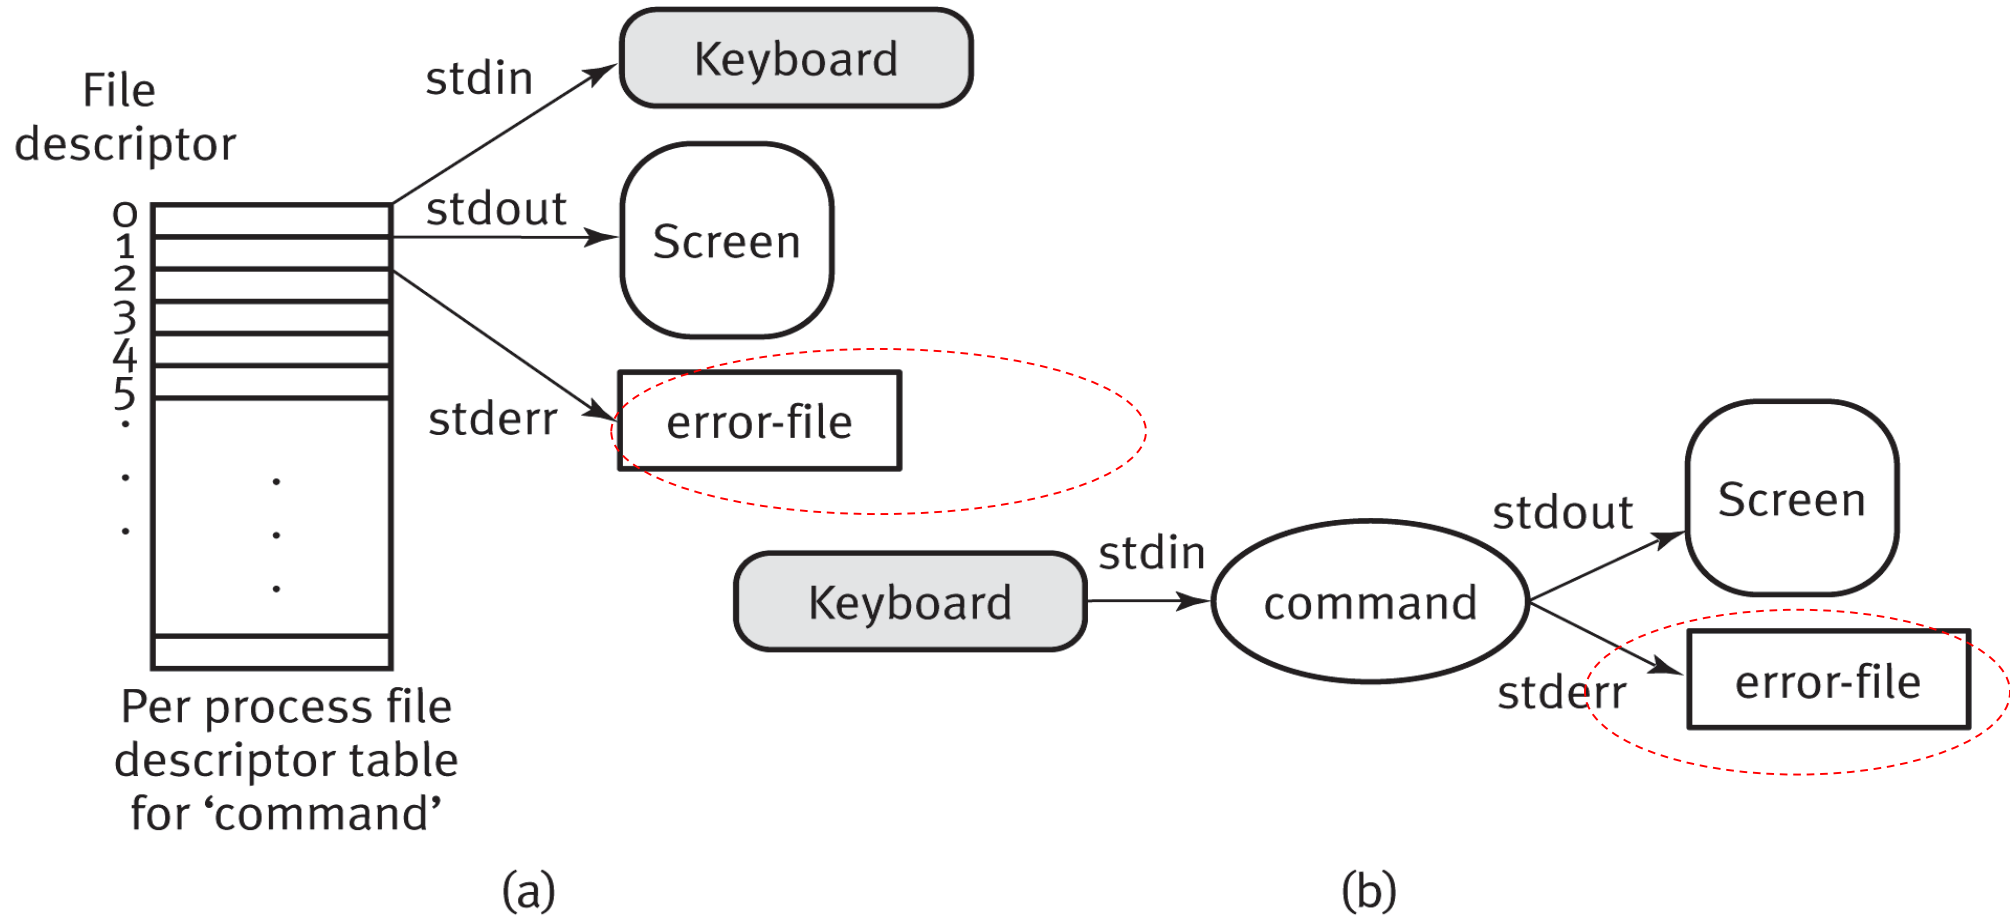 File
descriptor
0
1
2
3
4
5
.
.
.
.
.
.
stdin
Keyboard
stdout
Screen
stderr
error-file
Per process file
descriptor table
for ‘command’
(a)
Keyboard
stdin
command
stdout
Screen
stderr
error-file
(b)